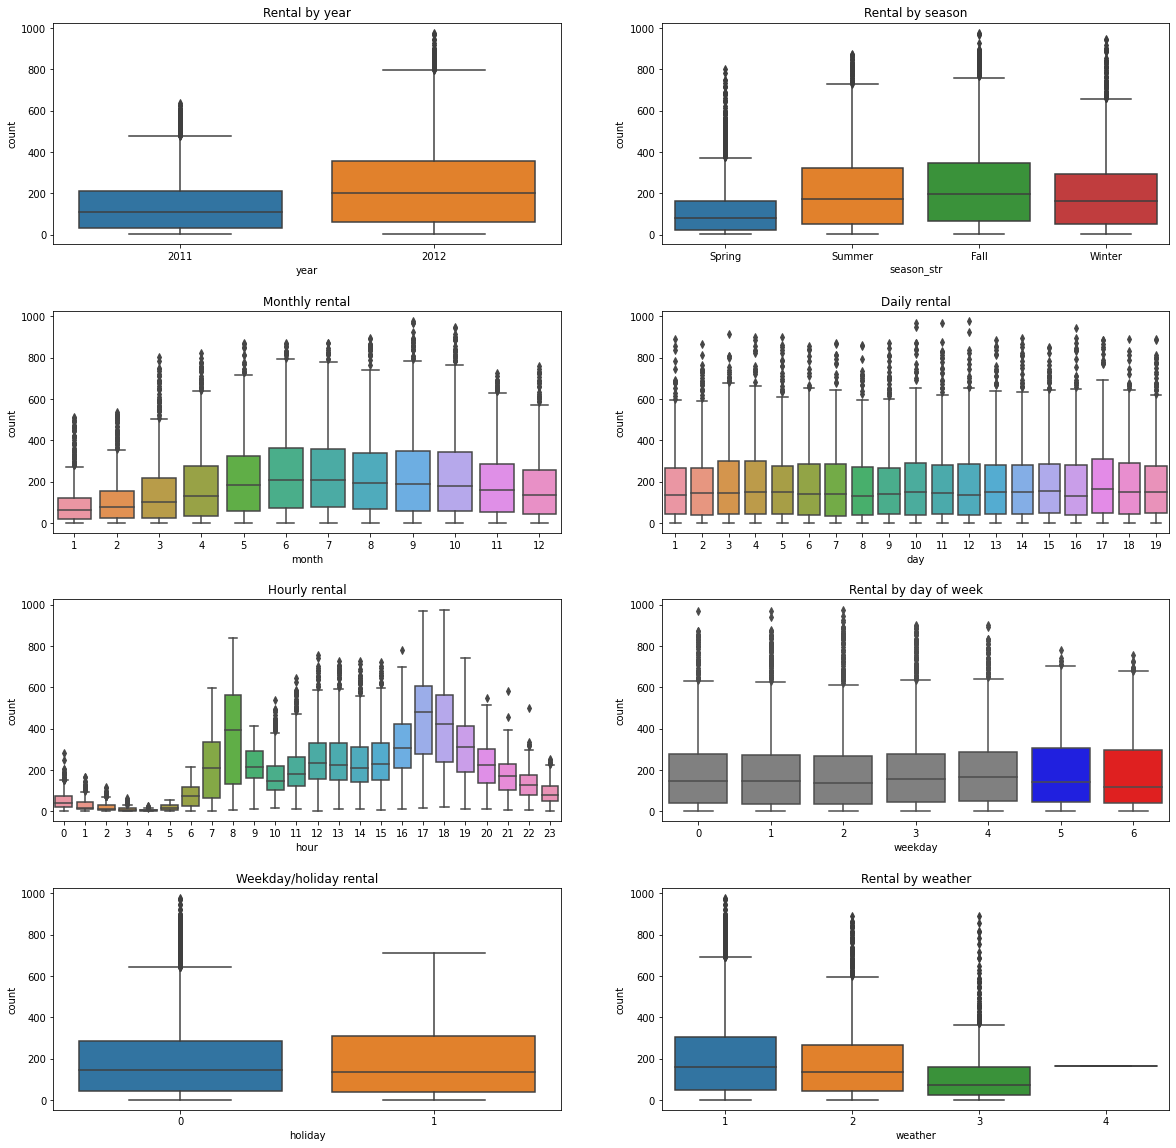 Rental by year
1000
800
600
400
200
0
count
2011 2012
year
Rental by season
1000
800
600
400
200
0
count
Spring Summer Fall Winter
season_str
Monthly rental
1000
800
600
400
200
0
count
1 2 3 4 5 6 7 8 9 10 11 12
month
Daily rental
1000
800
600
400
200
0
count
1 2 3 4 5 6 7 8 9 10 11 12 13 14 15 16 17 18 19
day
Hourly rental
1000
800
600
400
200
0
count
0 1 2 3 4 5 6 7 8 9 10 11 12 13 14 15 16 17 18 19 20 21 22 23
hour
Rental by day of week
1000
800
600
400
200
0
count
0 1 2 3 4 5 6
weekday
Weekday/holiday rental
1000
800
600
400
200
0
count
0 1
holiday
Rental by weather
1000
800
600
400
200
0
count
1 2 3 4
weather